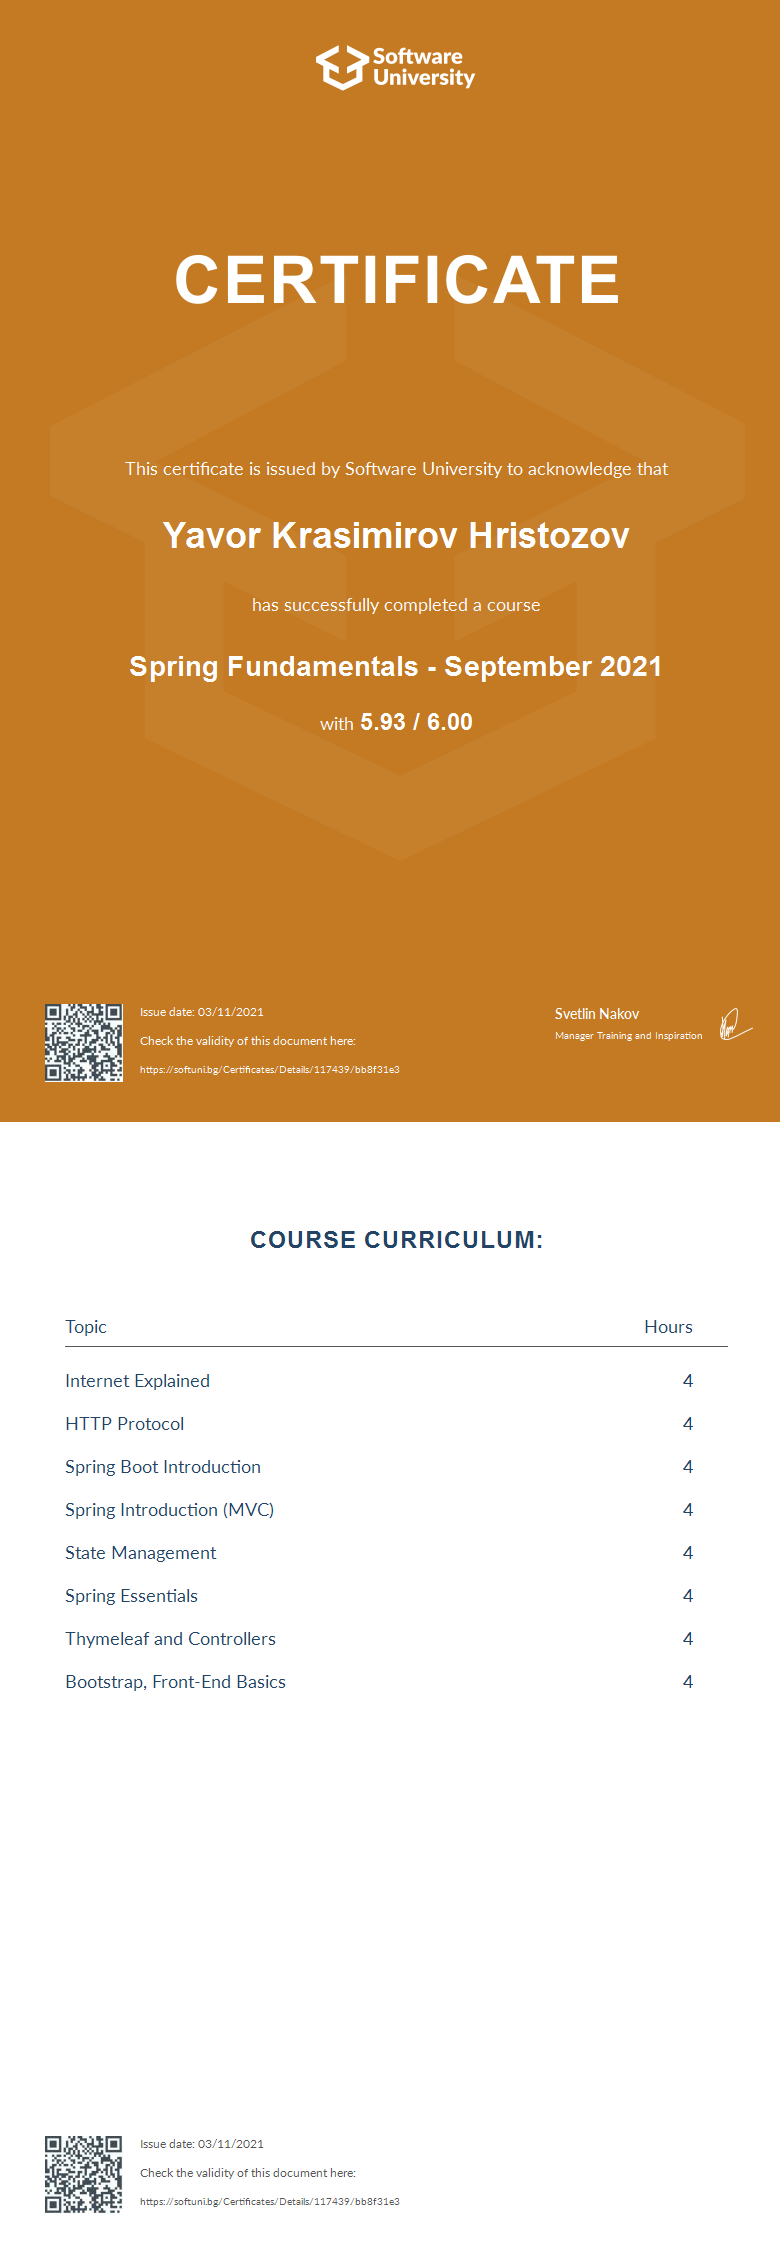 Software
University
CERTIFICATE
This certificate is issued by Software University to acknowledge that
Yavor Krasimirov Hristozov
has successfully completed a course
Spring Fundamentals - September 2021
with 5.93 / 6.00
Issue date: 03/11/2021
Check the validity of this document here:
https://softuni.bg/Certificates/Details/117439/bb8f31e3
Svetlin Nakov
Manager Training and Inspiration
COURSE CURRICULUM:
Topic Hours
Internet Explained 4
HTTP Protocol 4
Spring Boot Introduction 4
Spring Introduction (MVC) 4
State Management 4
Spring Essentials 4
Thymeleaf and Controllers 4
Bootstrap, Front-End Basics 4
Issue date: 03/11/2021
Check the validity of this document here:
https://softuni.bg/Certificates/Details/117439/bb8f31e3